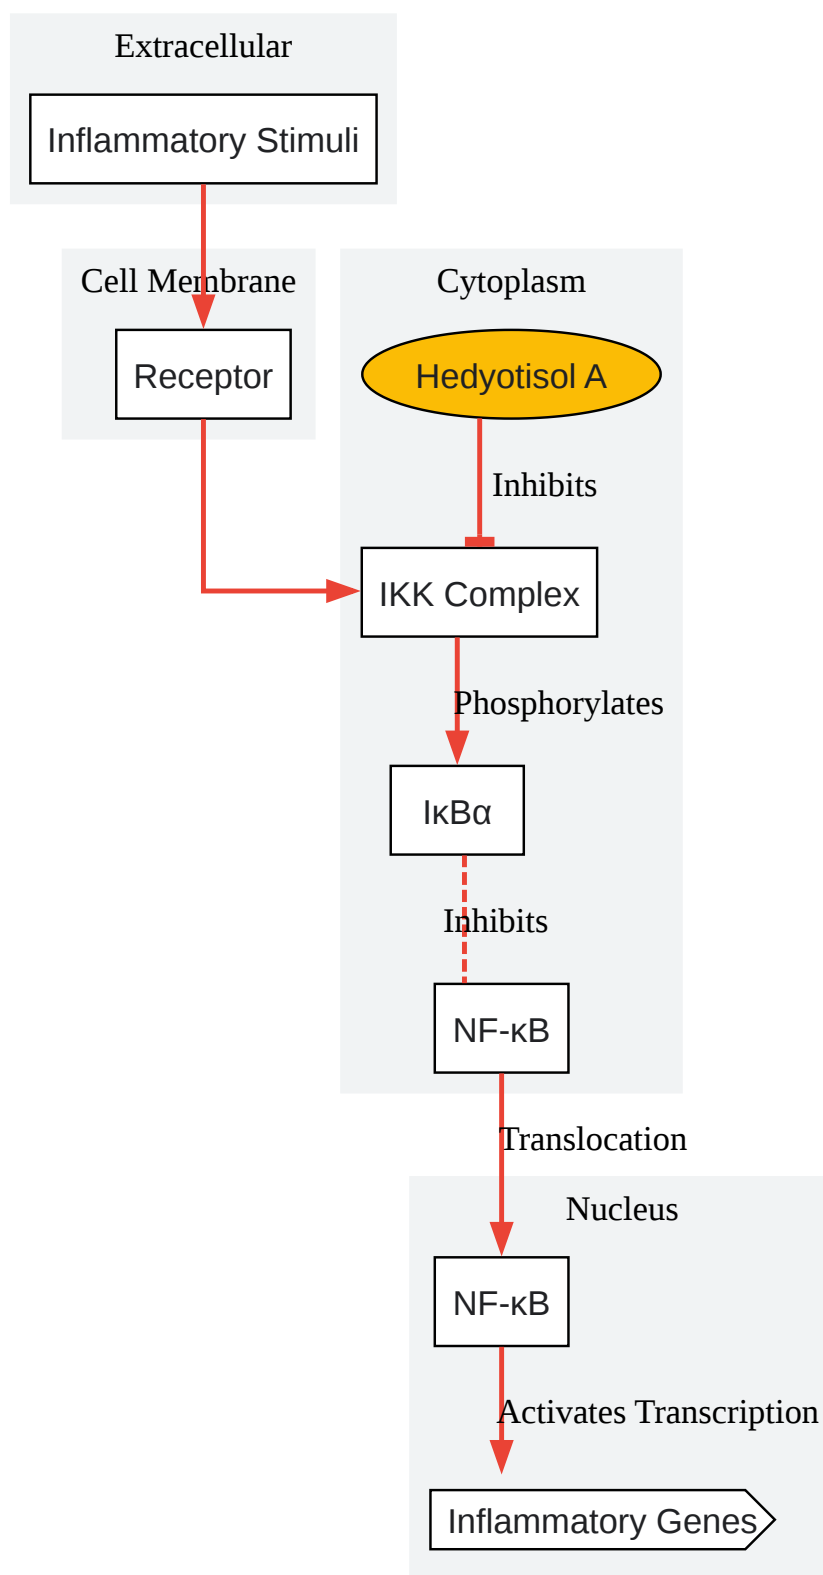 Extracellular
Inflammatory Stimuli
Cell Membrane
Receptor
Cytoplasm
Hedyotisol A
Inhibits
IKK Complex
Phosphorylates
IκBα
Inhibits
NF-κB
Translocation
Nucleus
NF-κB
Activates Transcription
Inflammatory Genes